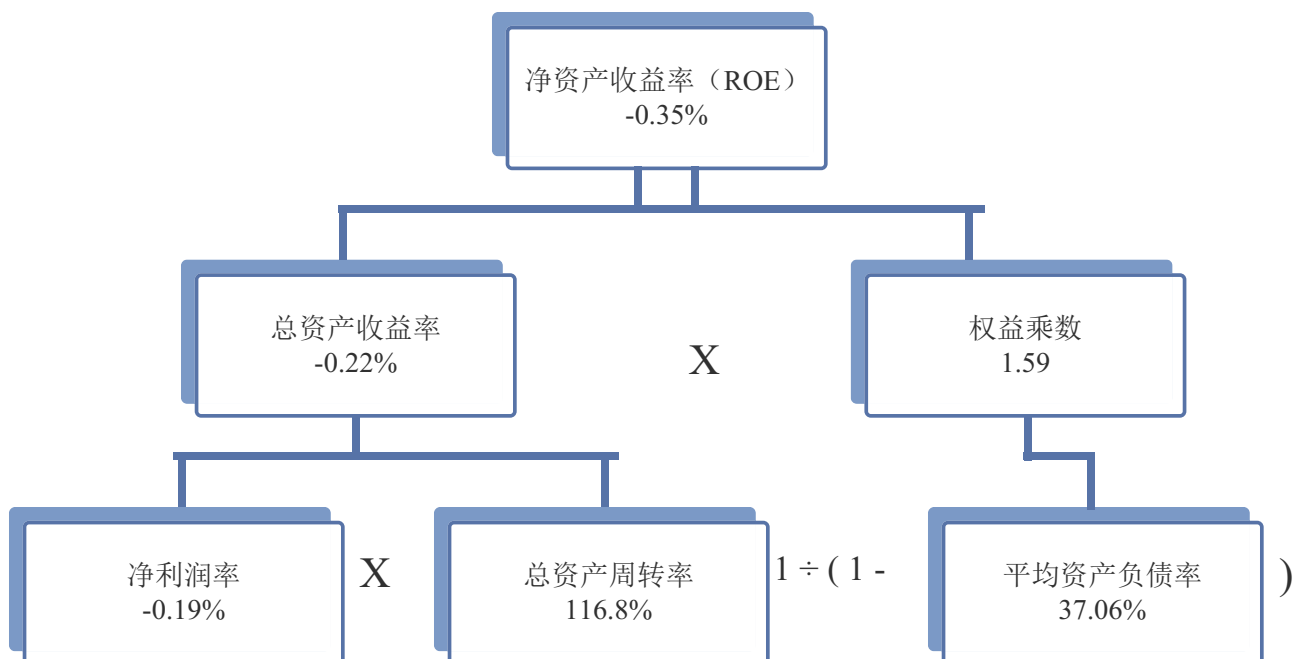 净资产收益率（ROE）
-0.35%
总资产收益率
-0.22%
X
权益乘数
1.59
净利润率
-0.19%
X
总资产周转率
116.8%
1 ÷ ( 1 -
平均资产负债率
37.06%
)